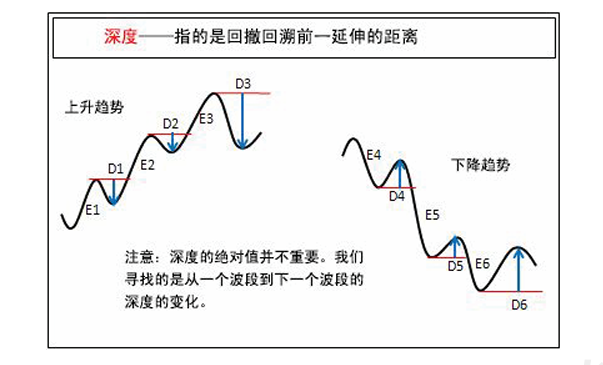 深度——指的是回撤回溯前一延伸的距离
上升趋势
D1
D2
D3
E1
E2
E3
下降趋势
E4
D4
E5
D5
E6
D6
注意：深度的绝对值并不重要。我们
寻找的是从一个波段到下一个波段的
深度的变化。